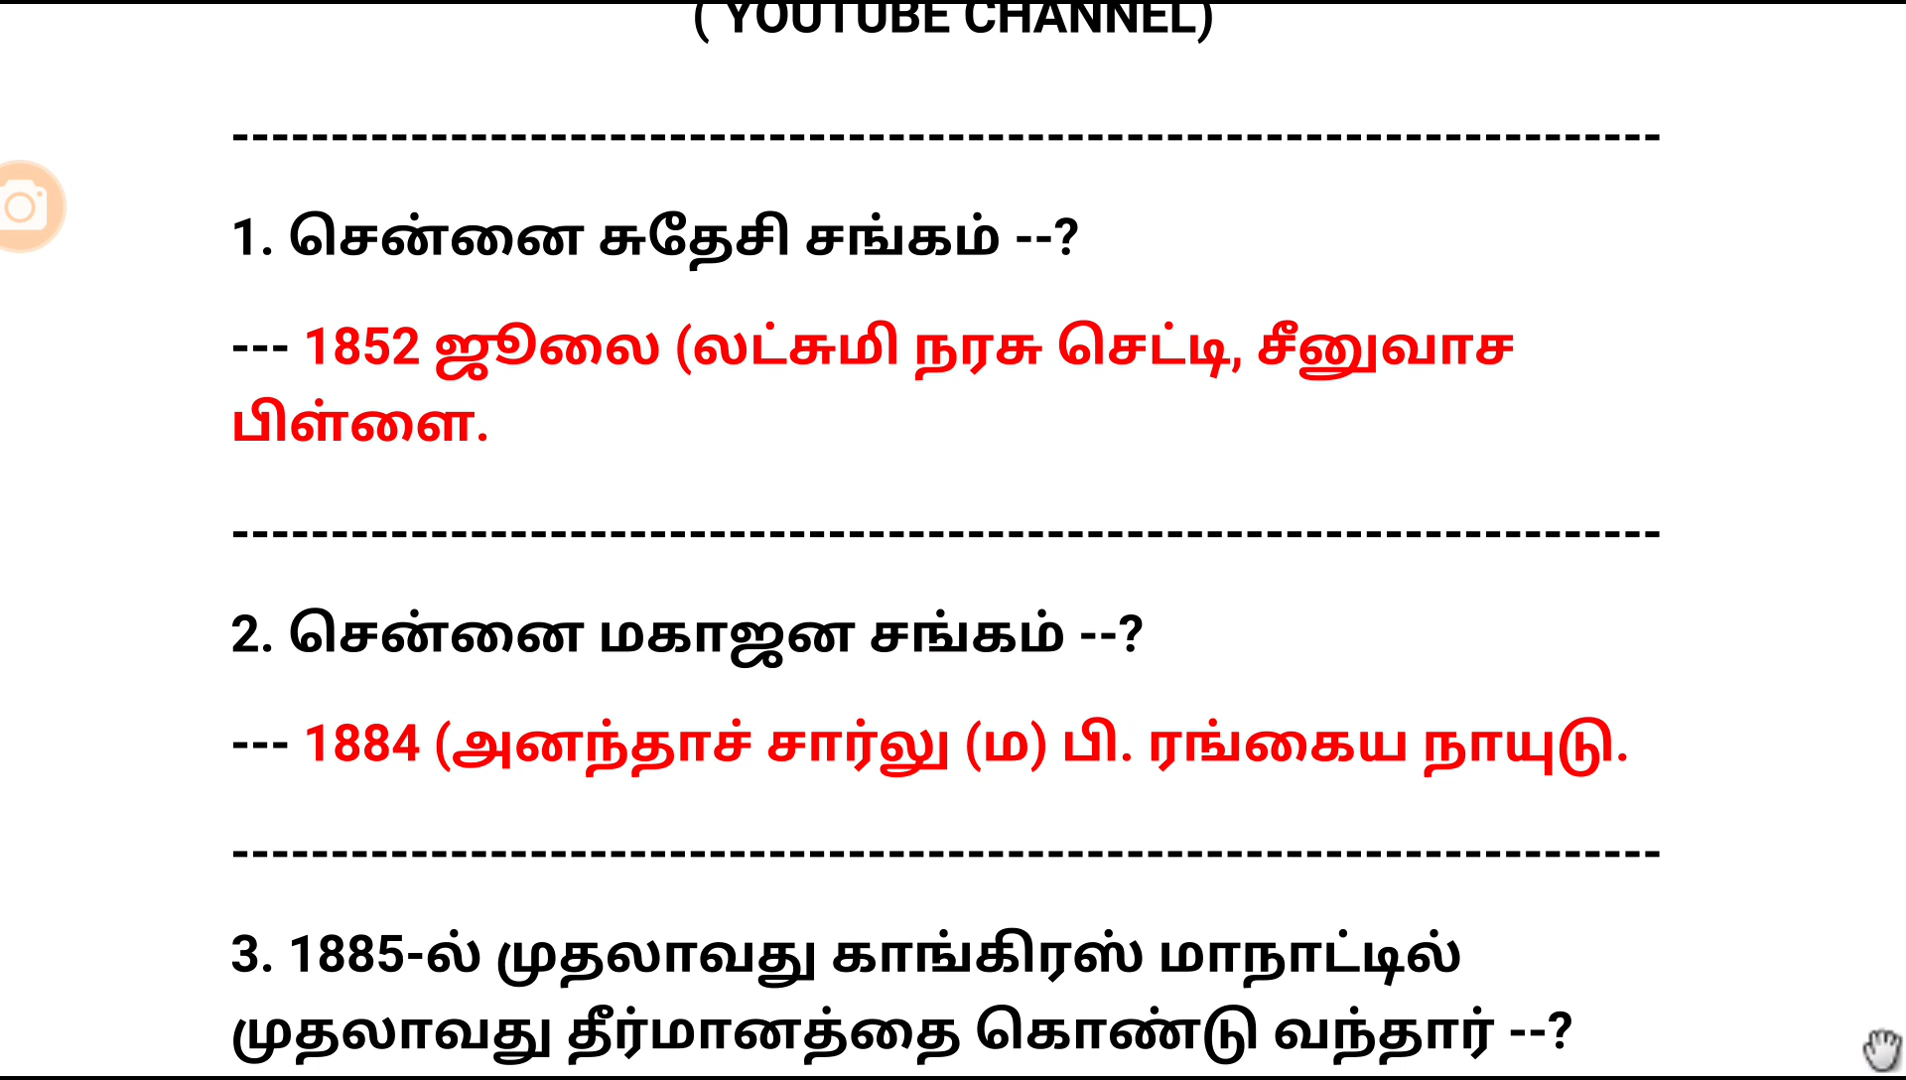 ( YOUTUBE CHANNEL)
------------------------------------------------------------------------
1. சென்னை சுதேசி சங்கம் --?
--- 1852 ஜூலை (லட்சுமி நரசு செட்டி, சீனுவாச
பிள்ளை.
------------------------------------------------------------------------
2. சென்னை மகாஜன சங்கம் --?
--- 1884 (அனந்தாச் சார்லு (ம) பி. ரங்கைய நாயுடு.
------------------------------------------------------------------------
3. 1885-ல் முதலாவது காங்கிரஸ் மாநாட்டில்
முதலாவது தீர்மானத்தை கொண்டு வந்தார் --?